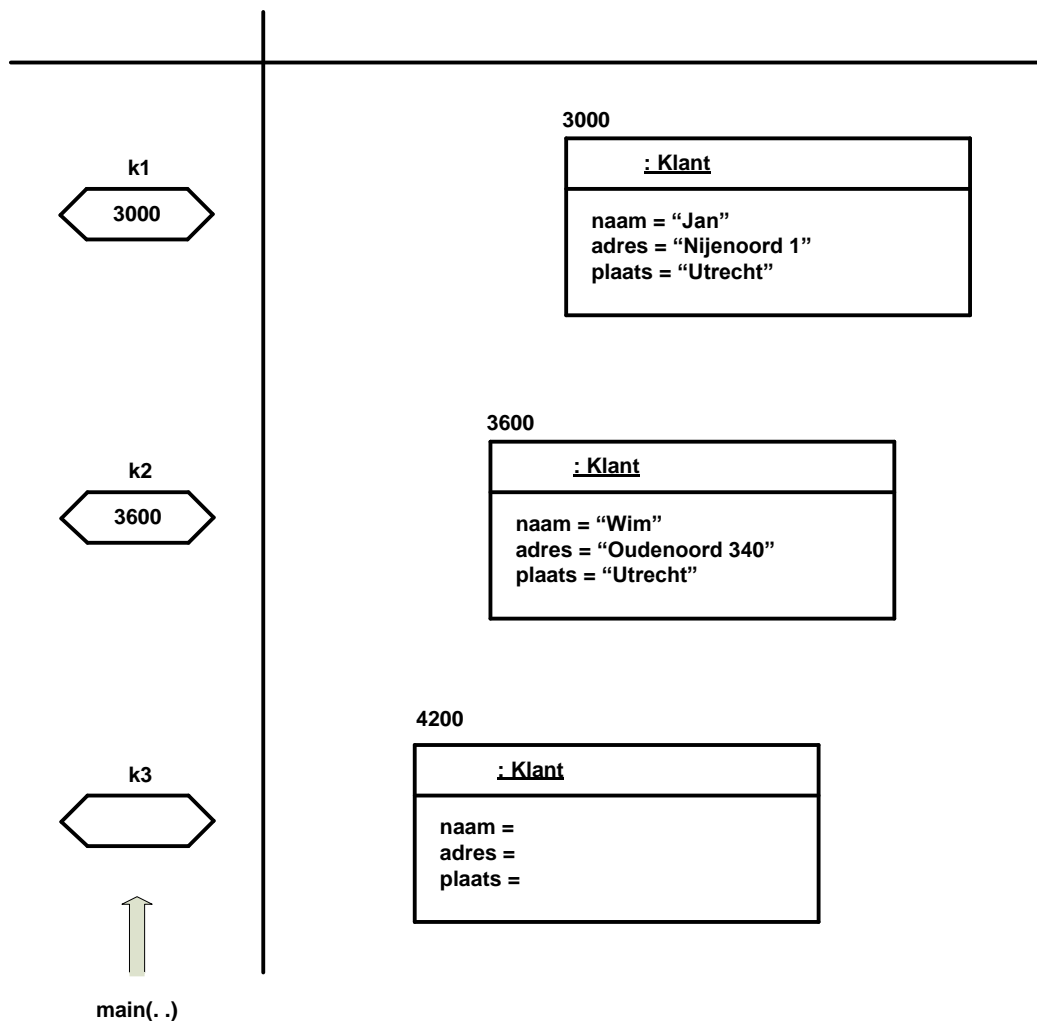 3000
: Klant
k1
3000
naam = “Jan”
adres = “Nijenoord 1”
plaats = “Utrecht”
3600
: Klant
k2
3600
naam = “Wim”
adres = “Oudenoord 340”
plaats = “Utrecht”
4200
: Klant
k3
naam =
adres =
plaats =
main(. .)